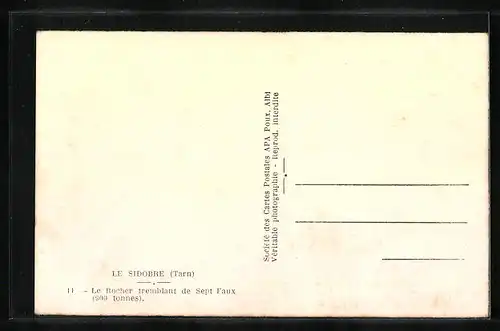 LE SIDOBRE (Tarn)
11 - Le Rocher tremblant de Sept Faux
(900 tonnes).
Société des Cartes Postales APA Poux, Albi
Véritable photographie - Reprod. interdite